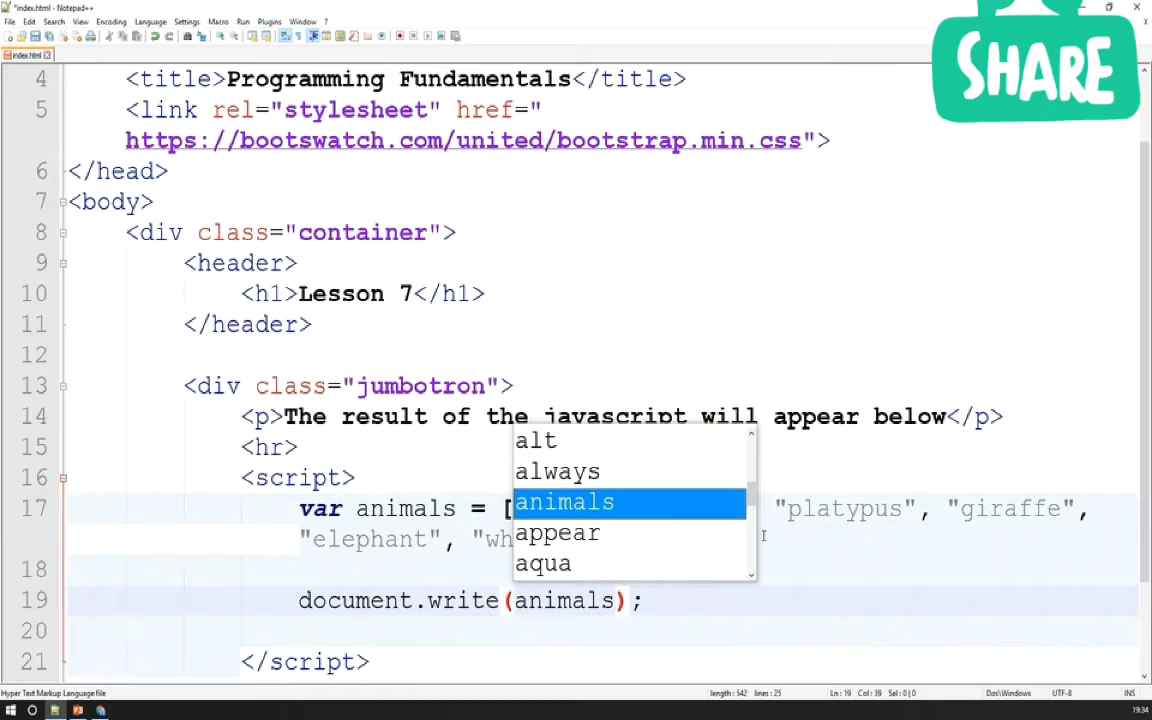 *index.html - Notepad++
File Edit Search View Encoding Language Settings Macro Run Plugins Window ?
index.html
SHARE
4 <title>Programming Fundamentals</title>
5 <link rel="stylesheet" href="
https://bootswatch.com/united/bootstrap.min.css">
6 </head>
7 <body>
8 <div class="container">
9 <header>
10 <h1>Lesson 7</h1>
11 </header>
12
13 <div class="jumbotron">
14 <p>The result of the javascript will appear below</p>
15 <hr>
16 <script>
17 var animals = [ "platypus", "giraffe",
"elephant", "wh
alt
always
animals
appear
aqua
18
19 document.write(animals);
20
21 </script>
Hyper Text Markup Language file length : 542 lines : 25 Ln : 19 Col : 39 Sel : 0 | 0 Dos\Windows UTF-8 INS
19:34